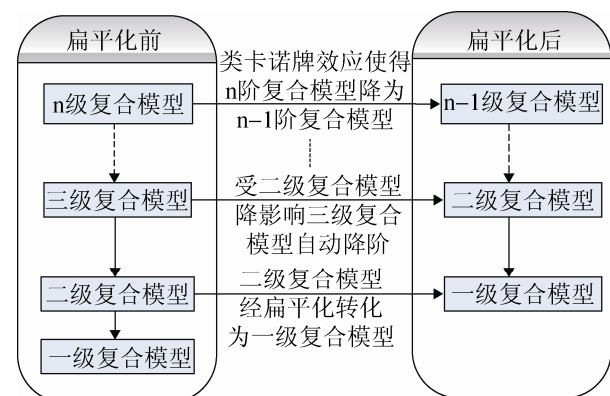 扁平化前
n级复合模型
三级复合模型
二级复合模型
一级复合模型
类卡诺牌效应使得
n阶复合模型降为
n−1阶复合模型
受二级复合模型
降影响三级复合
模型自动降阶
二级复合模型
经扁平化转化
为一级复合模型
扁平化后
n−1级复合模型
二级复合模型
一级复合模型